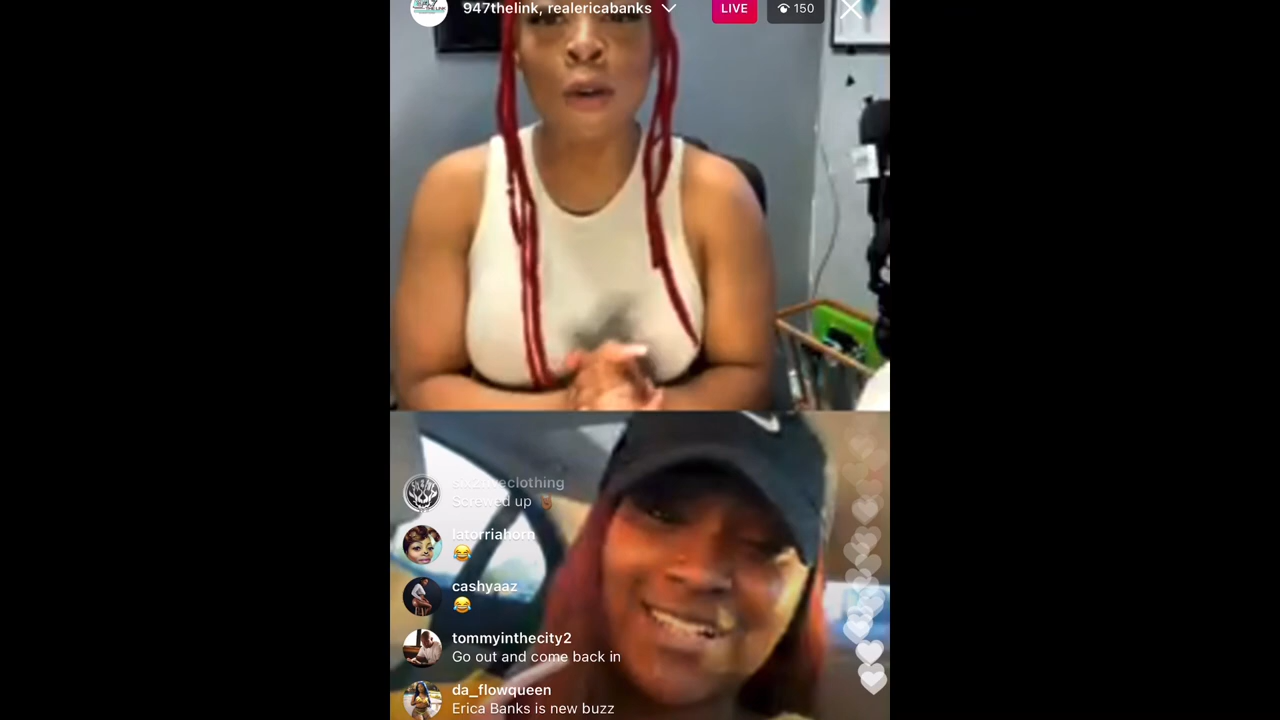 947thelink, realericabanks
LIVE
150
six2fiveclothing
Screwed up
latorriahorn
😂
cashyaaz
😂
tommyinthecity2
Go out and come back in
da_flowqueen
Erica Banks is new buzz